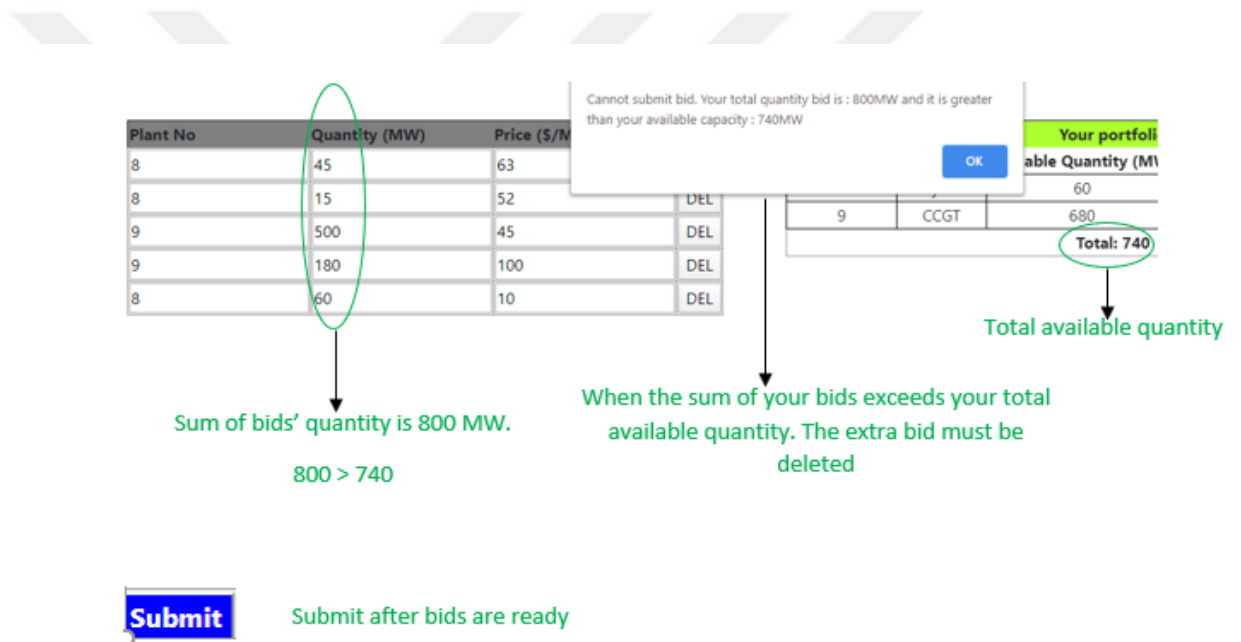 Cannot submit bid. Your total quantity bid is : 800MW and it is greater
than your available capacity : 740MW
OK
Plant No Quantity (MW) Price ($/M
8 45 63
8 15 52 DEL
9 500 45 DEL
9 180 100 DEL
8 60 10 DEL
Your portfoli
able Quantity (MW
60
9 CCGT 680
Total: 740
Total available quantity
Sum of bids’ quantity is 800 MW.
800 > 740
When the sum of your bids exceeds your total
available quantity. The extra bid must be
deleted
Submit Submit after bids are ready